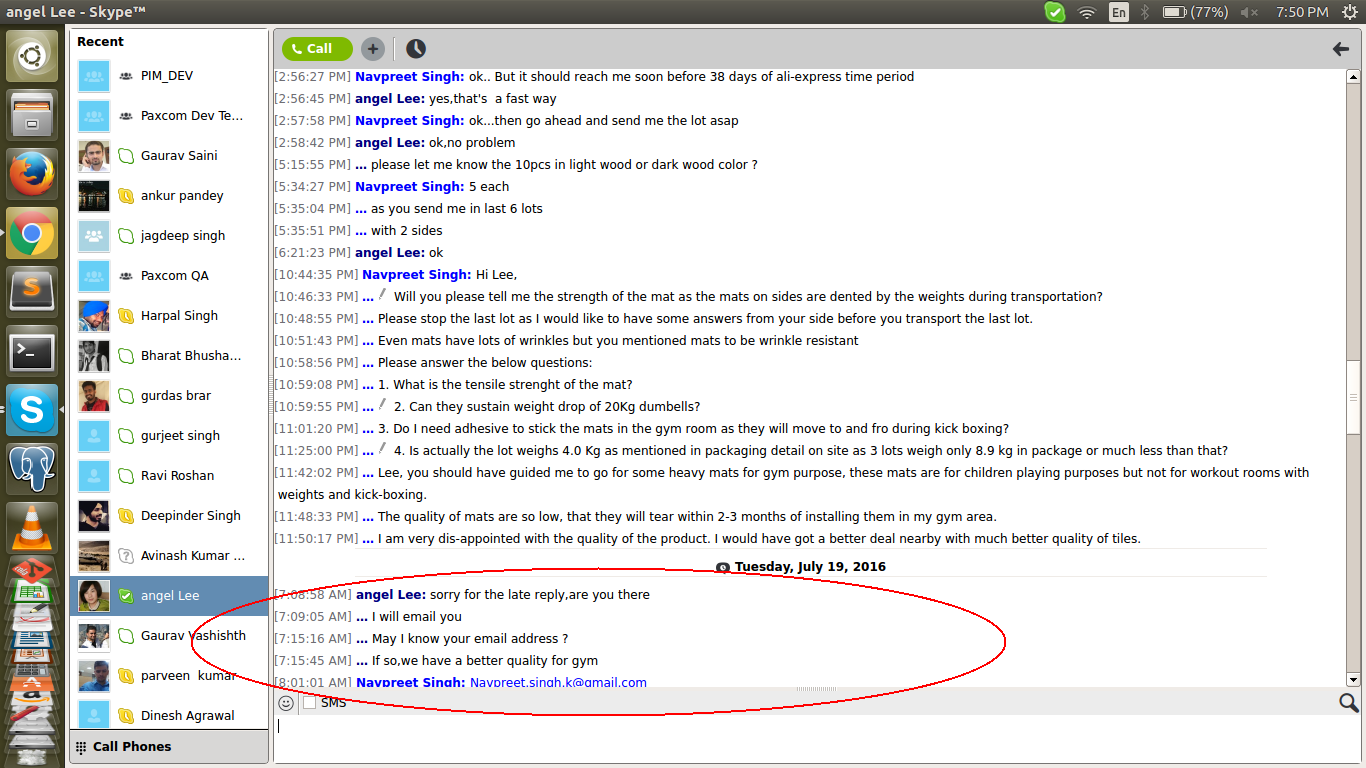 angel Lee - Skype™
En
(77%)
7:50 PM
Recent
PIM_DEV
Paxcom Dev Te...
Gaurav Saini
ankur pandey
jagdeep singh
Paxcom QA
Harpal Singh
Bharat Bhusha...
gurdas brar
gurjeet singh
Ravi Roshan
Deepinder Singh
Avinash Kumar ...
angel Lee
Gaurav Vashishth
parveen kumar
Dinesh Agrawal
Call Phones
Call
[2:56:27 PM] Navpreet Singh: ok.. But it should reach me soon before 38 days of ali-express time period
[2:56:45 PM] angel Lee: yes,that's  a fast way
[2:57:58 PM] Navpreet Singh: ok...then go ahead and send me the lot asap
[2:58:42 PM] angel Lee: ok,no problem
[5:15:55 PM] ... please let me know the 10pcs in light wood or dark wood color ?
[5:34:27 PM] Navpreet Singh: 5 each
[5:35:04 PM] ... as you send me in last 6 lots
[5:35:51 PM] ... with 2 sides
[6:21:23 PM] angel Lee: ok
[10:44:35 PM] Navpreet Singh: Hi Lee,
[10:46:33 PM] ... Will you please tell me the strength of the mat as the mats on sides are dented by the weights during transportation?
[10:48:55 PM] ... Please stop the last lot as I would like to have some answers from your side before you transport the last lot.
[10:51:43 PM] ... Even mats have lots of wrinkles but you mentioned mats to be wrinkle resistant
[10:58:56 PM] ... Please answer the below questions:
[10:59:08 PM] ... 1. What is the tensile strenght of the mat?
[10:59:55 PM] ... 2. Can they sustain weight drop of 20Kg dumbells?
[11:01:20 PM] ... 3. Do I need adhesive to stick the mats in the gym room as they will move to and fro during kick boxing?
[11:25:00 PM] ... 4. Is actually the lot weighs 4.0 Kg as mentioned in packaging detail on site as 3 lots weigh only 8.9 kg in package or much less than that?
[11:42:02 PM] ... Lee, you should have guided me to go for some heavy mats for gym purpose, these mats are for children playing purposes but not for workout rooms with
weights and kick-boxing.
[11:48:33 PM] ... The quality of mats are so low, that they will tear within 2-3 months of installing them in my gym area.
[11:50:17 PM] ... I am very dis-appointed with the quality of the product. I would have got a better deal nearby with much better quality of tiles.
Tuesday, July 19, 2016
[7:08:58 AM] angel Lee: sorry for the late reply,are you there
[7:09:05 AM] ... I will email you
[7:15:16 AM] ... May I know your email address ?
[7:15:45 AM] ... If so,we have a better quality for gym
[8:01:01 AM] Navpreet Singh: Navpreet.singh.k@gmail.com
SMS